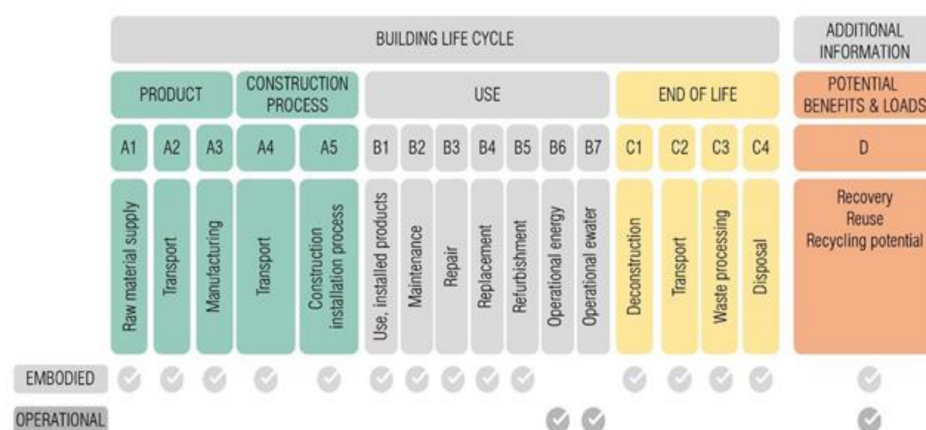 BUILDING LIFE CYCLE
ADDITIONAL
INFORMATION
PRODUCT
CONSTRUCTION
PROCESS
USE
END OF LIFE
POTENTIAL
BENEFITS & LOADS
A1 A2 A3 A4 A5 B1 B2 B3 B4 B5 B6 B7 C1 C2 C3 C4 D
Raw material supply
Transport
Manufacturing
Transport
Construction
installation process
Use, installed products
Maintenance
Repair
Replacement
Refurbishment
Operational energy
Operational ewater
Deconstruction
Transport
Waste processing
Disposal
Recovery
Reuse
Recycling potential
EMBODIED
OPERATIONAL